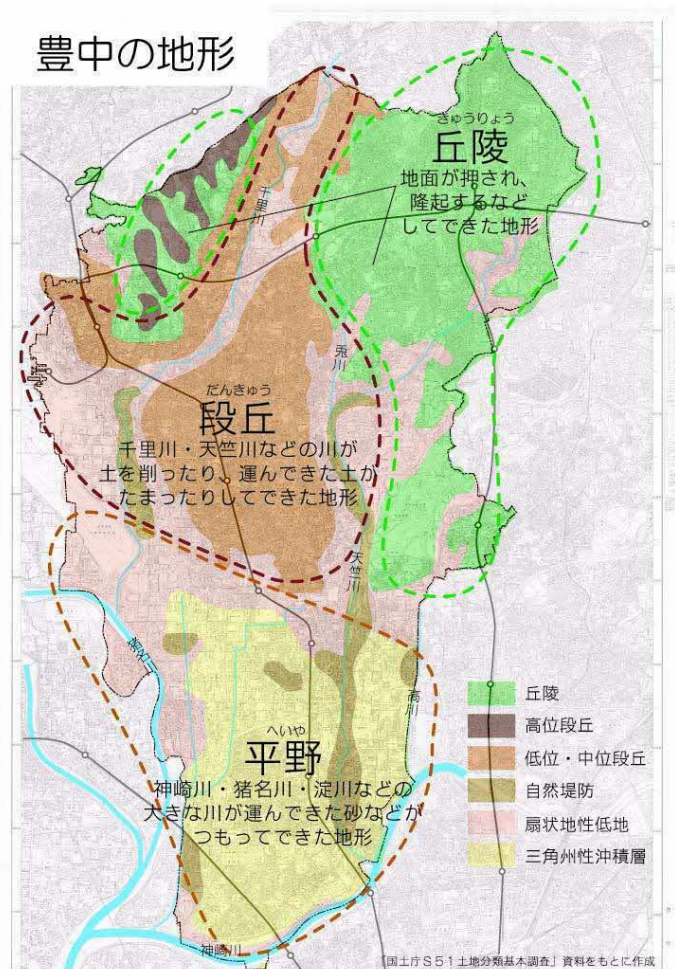 豊中の地形
きゅうりょう
丘陵
地面が押され、
隆起するなど
してできた地形
千里川
兎川
だんきゅう
段丘
千里川・天竺川などの川が
土を削ったり、運んできた土が
たまったりしてできた地形
天竺川
猪名川
高川
へいや
平野
神崎川・猪名川・淀川などの
大きな川が運んできた砂などが
つもってできた地形
神崎川
丘陵
高位段丘
低位・中位段丘
自然堤防
扇状地性低地
三角州性沖積層
「国土庁S51土地分類基本調査」資料をもとに作成